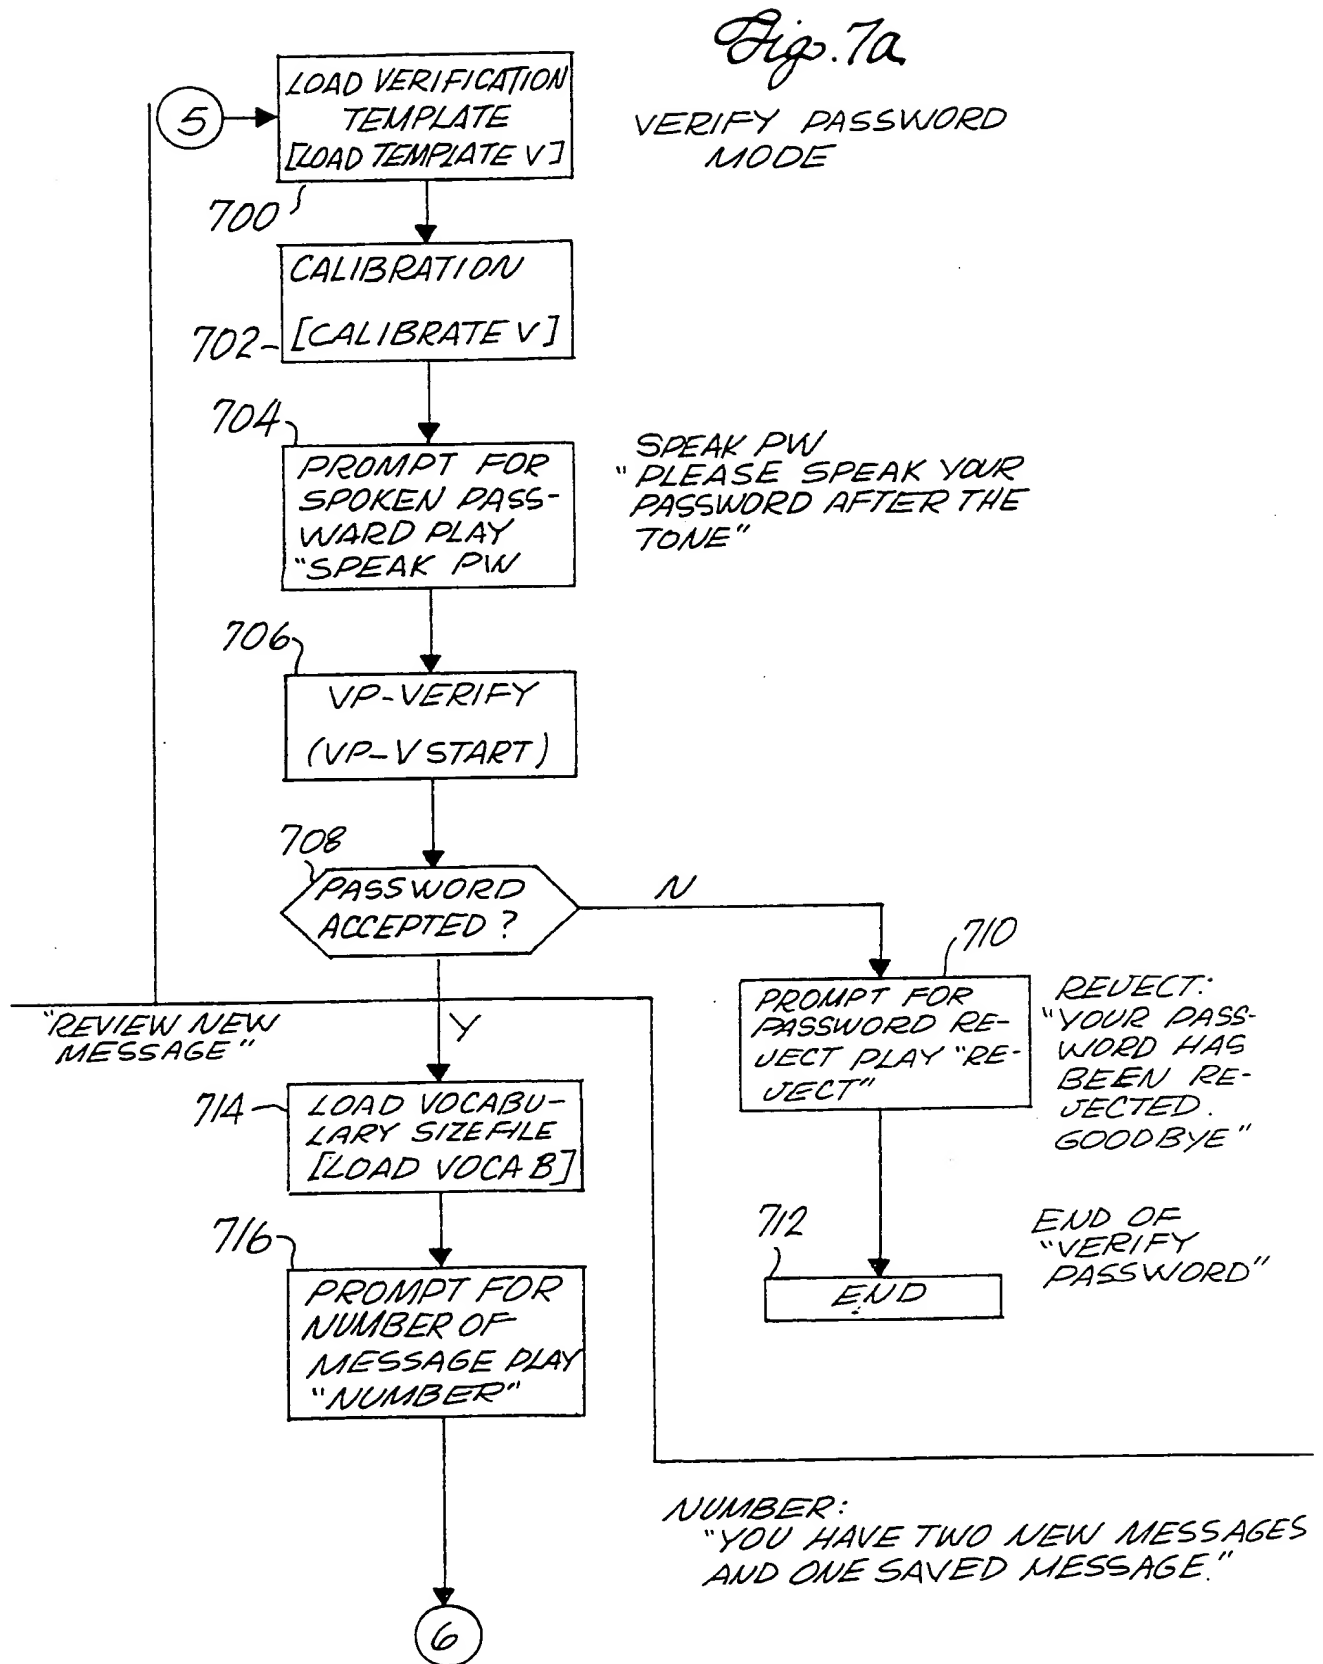 Fig. 7a
VERIFY PASSWORD
MODE
5
LOAD VERIFICATION
TEMPLATE
[LOAD TEMPLATE V]
700
CALIBRATION
[CALIBRATE V]
702
704
PROMPT FOR
SPOKEN PASS-
WARD PLAY
"SPEAK PW
SPEAK PW
"PLEASE SPEAK YOUR
PASSWORD AFTER THE
TONE"
706
VP-VERIFY
(VP-V START)
708
PASSWORD
ACCEPTED?
N
710
PROMPT FOR
PASSWORD RE-
JECT PLAY "RE-
JECT"
REJECT:
"YOUR PASS-
WORD HAS
BEEN RE-
JECTED.
GOODBYE"
"REVIEW NEW
MESSAGE"
Y
714
LOAD VOCABU-
LARY SIZE FILE
[LOAD VOCAB]
712
END
END OF
"VERIFY
PASSWORD"
716
PROMPT FOR
NUMBER OF
MESSAGE PLAY
"NUMBER"
NUMBER:
"YOU HAVE TWO NEW MESSAGES
AND ONE SAVED MESSAGE."
6